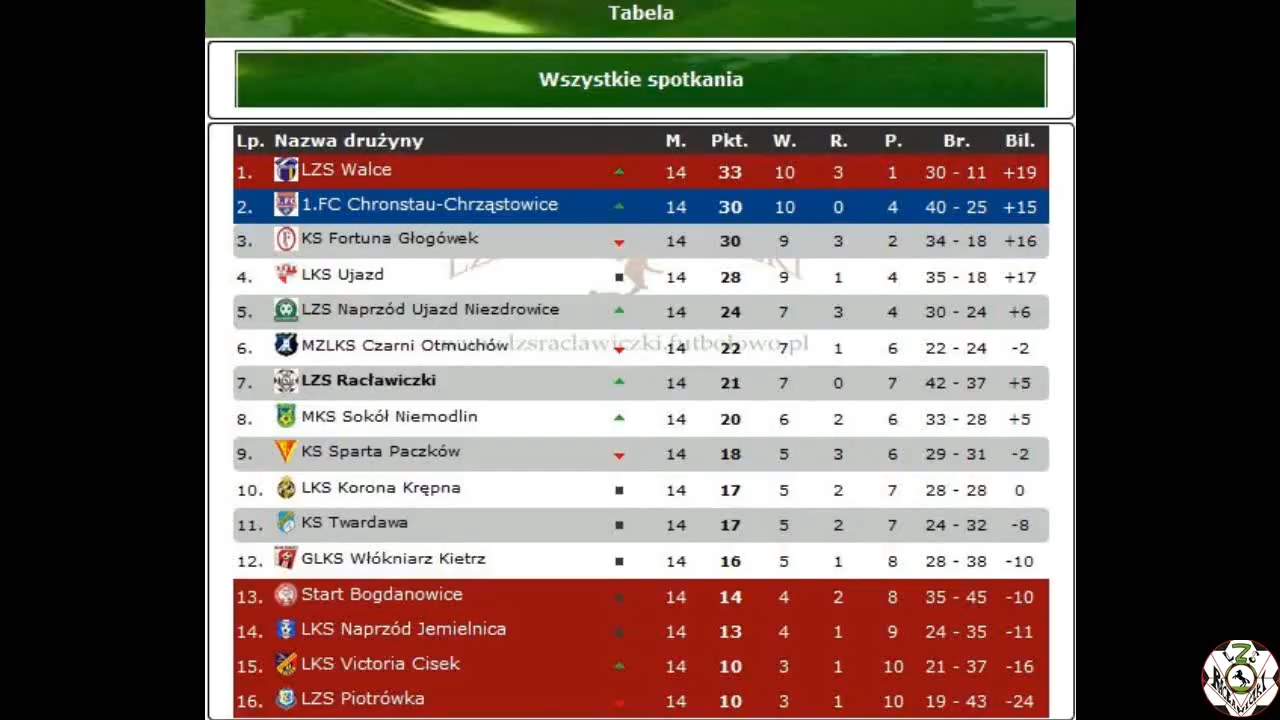 Tabela
Wszystkie spotkania
Lp. Nazwa drużyny M. Pkt. W. R. P. Br. Bil.
1. LZS Walce 14 33 10 3 1 30 - 11 +19
2. 1.FC Chronstau-Chrząstowice 14 30 10 0 4 40 - 25 +15
3. KS Fortuna Głogówek 14 30 9 3 2 34 - 18 +16
4. LKS Ujazd 14 28 9 1 4 35 - 18 +17
5. LZS Naprzód Ujazd Niezdrowice 14 24 7 3 4 30 - 24 +6
6. MZLKS Czarni Otmuchów 14 22 7 1 6 22 - 24 -2
7. LZS Racławiczki 14 21 7 0 7 42 - 37 +5
8. MKS Sokół Niemodlin 14 20 6 2 6 33 - 28 +5
9. KS Sparta Paczków 14 18 5 3 6 29 - 31 -2
10. LKS Korona Krępna 14 17 5 2 7 28 - 28 0
11. KS Twardawa 14 17 5 2 7 24 - 32 -8
12. GLKS Włókniarz Kietrz 14 16 5 1 8 28 - 38 -10
13. Start Bogdanowice 14 14 4 2 8 35 - 45 -10
14. LKS Naprzód Jemielnica 14 13 4 1 9 24 - 35 -11
15. LKS Victoria Cisek 14 10 3 1 10 21 - 37 -16
16. LZS Piotrówka 14 10 3 1 10 19 - 43 -24